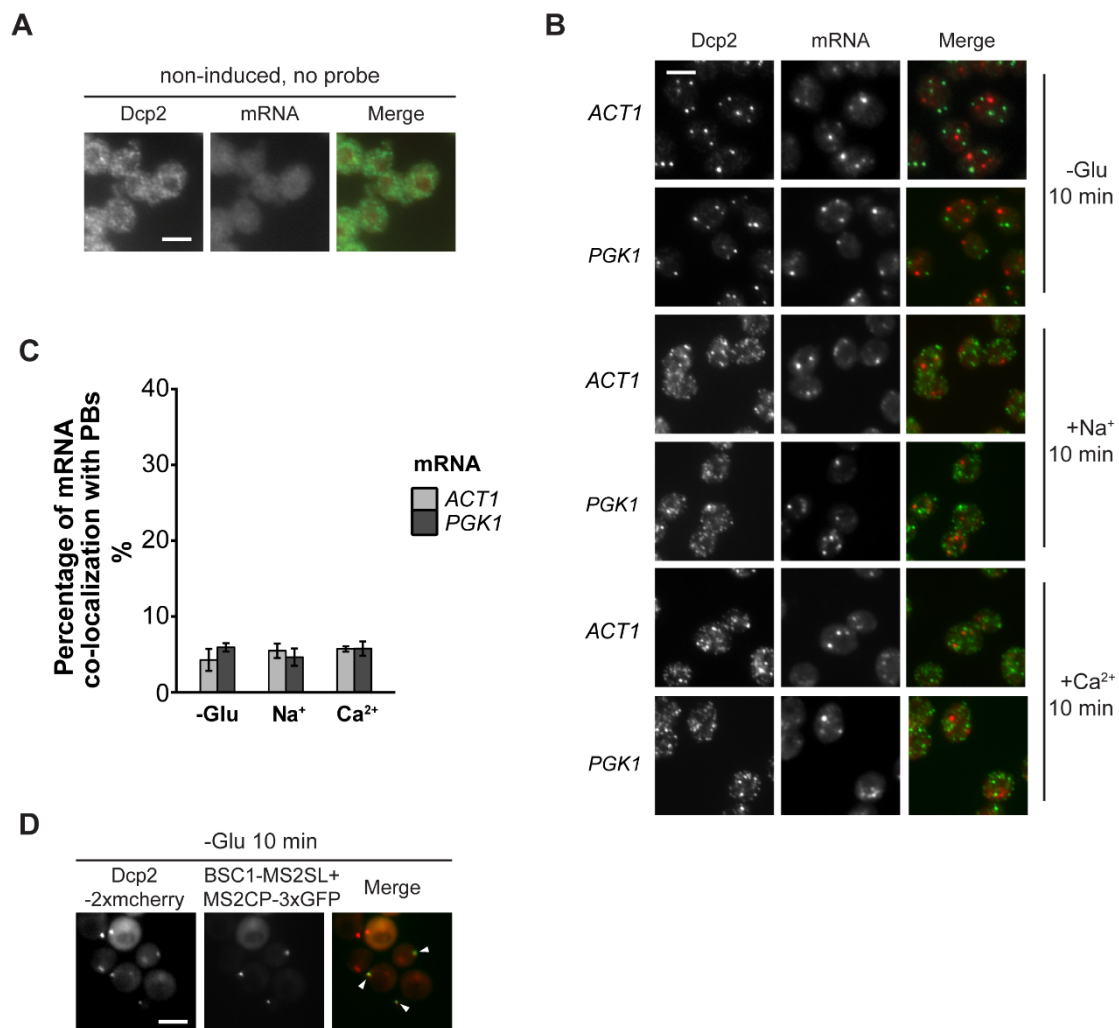 A
non-induced, no probe
Dcp2 mRNA Merge
B
Dcp2 mRNA Merge
ACT1
PGK1
-Glu
10 min
ACT1
PGK1
+Na⁺
10 min
ACT1
PGK1
+Ca²⁺
10 min
C
Percentage of mRNA
co-localization with PBs
%
40
30
20
10
0
-Glu Na⁺ Ca²⁺
mRNA
ACT1
PGK1
D
-Glu 10 min
Dcp2
-2xmcherry
BSC1-MS2SL+
MS2CP-3xGFP
Merge